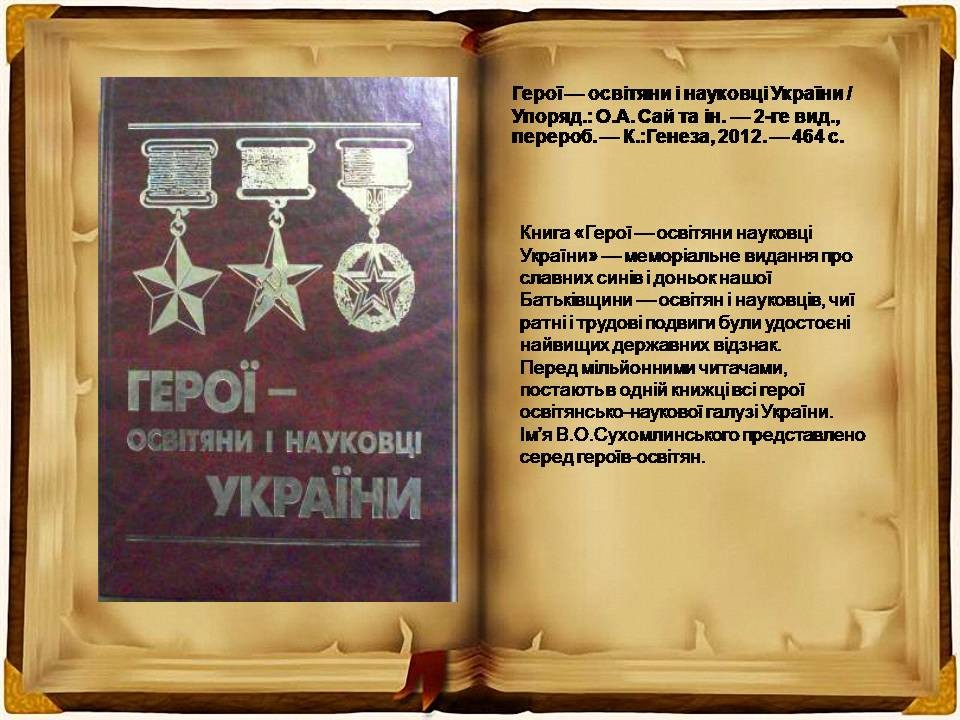 ГЕРОЇ –
ОСВІТЯНИ І НАУКОВЦІ
УКРАЇНИ
Герої — освітяни і науковці України /
Упоряд.: О.А. Сай та ін. — 2-ге вид.,
перероб. — К.:Генеза, 2012. — 464 с.
Книга «Герої — освітяни науковці
України» — меморіальне видання про
славних синів і доньок нашої
Батьківщини — освітян і науковців, чиї
ратні і трудові подвиги були удостоєні
найвищих державних відзнак.
Перед мільйонними читачами,
постають в одній книжці всі герої
освітянсько-наукової галузі України.
Ім’я В.О.Сухомлинського представлено
серед героїв-освітян.